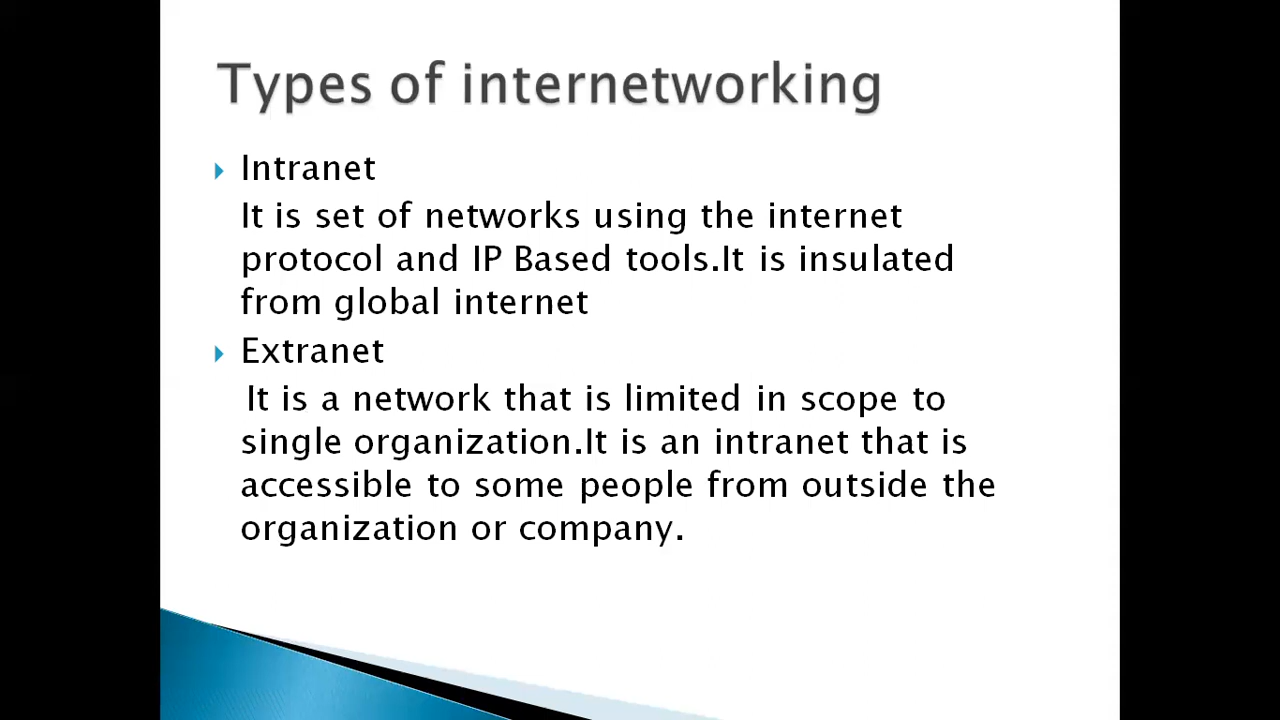 Types of internetworking
Intranet
It is set of networks using the internet
protocol and IP Based tools.It is insulated
from global internet
Extranet
It is a network that is limited in scope to
single organization.It is an intranet that is
accessible to some people from outside the
organization or company.